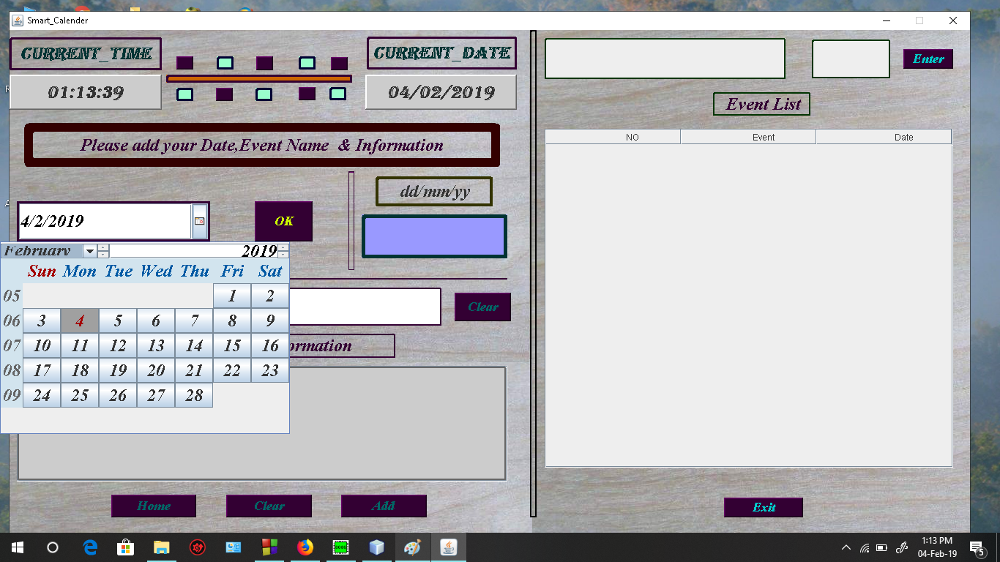 Smart_Calender
CURRENT_TIME
CURRENT_DATE
01:13:39
04/02/2019
Please add your Date,Event Name & Information
4/2/2019
OK
dd/mm/yy
February
2019
Sun Mon Tue Wed Thu Fri Sat
05 1 2
06 3 4 5 6 7 8 9
07 10 11 12 13 14 15 16
08 17 18 19 20 21 22 23
09 24 25 26 27 28
Clear
ormation
Home
Clear
Add
Enter
Event List
NO Event Date
Exit
8086
1:13 PM
04-Feb-19
5